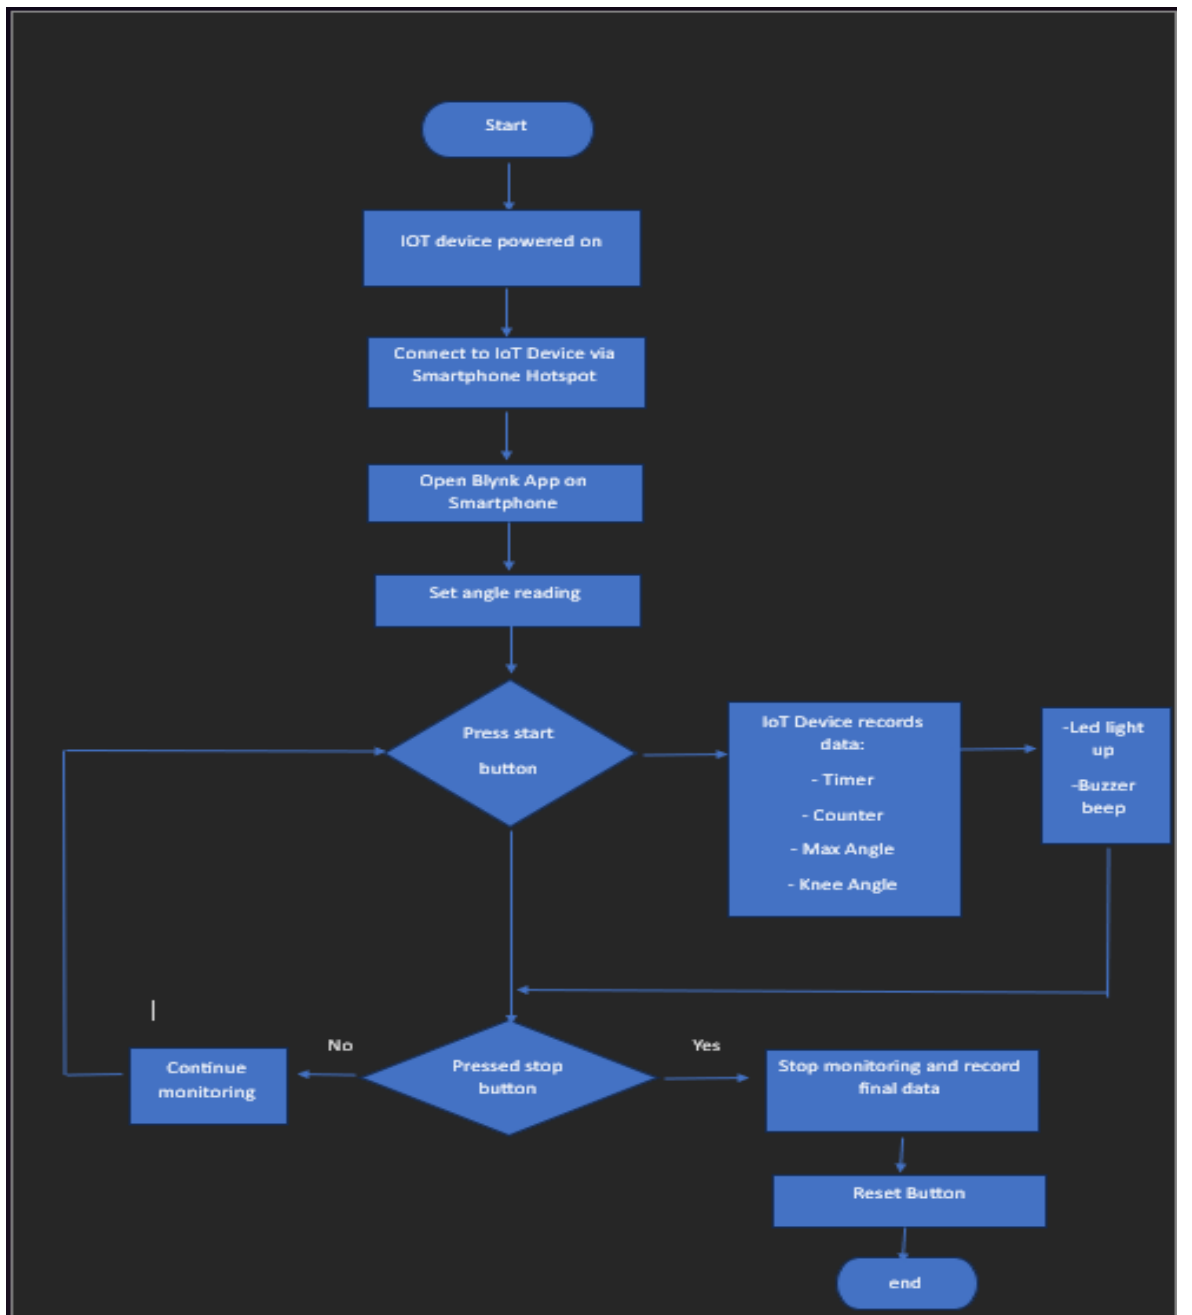 Start
IOT device powered on
Connect to IoT Device via
Smartphone Hotspot
Open Blynk App on
Smartphone
Set angle reading
Press start
button
IoT Device records
data:
- Timer
- Counter
- Max Angle
- Knee Angle
-Led light
up
-Buzzer
beep
No
Yes
Continue
monitoring
Pressed stop
button
Stop monitoring and record
final data
Reset Button
end